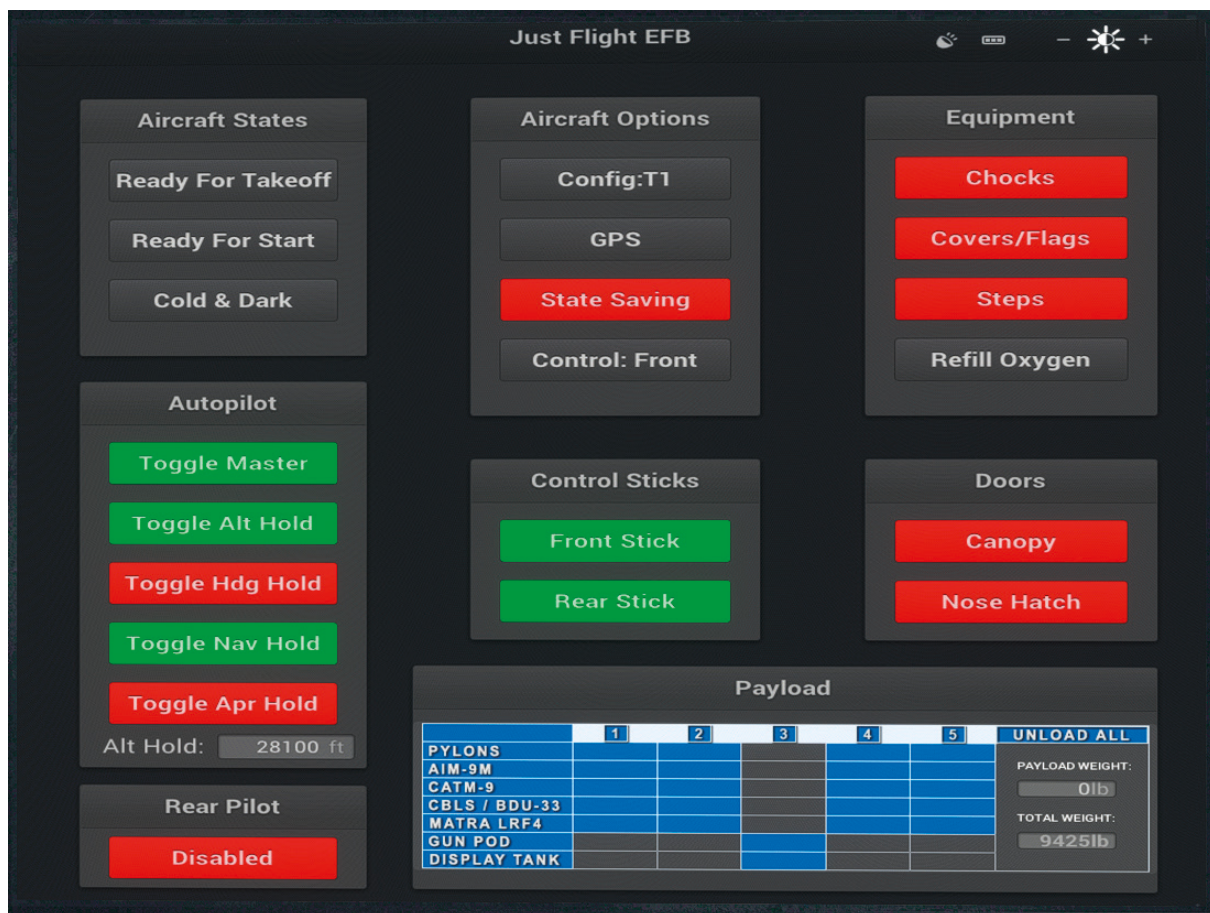 Just Flight EFB
− +
Aircraft States
Ready For Takeoff
Ready For Start
Cold & Dark
Autopilot
Toggle Master
Toggle Alt Hold
Toggle Hdg Hold
Toggle Nav Hold
Toggle Apr Hold
Alt Hold: 28100 ft
Rear Pilot
Disabled
Aircraft Options
Config:T1
GPS
State Saving
Control: Front
Control Sticks
Front Stick
Rear Stick
Equipment
Chocks
Covers/Flags
Steps
Refill Oxygen
Doors
Canopy
Nose Hatch
Payload
1 2 3 4 5 UNLOAD ALL
PYLONS
AIM-9M
CATM-9
CBLS / BDU-33
MATRA LRF4
GUN POD
DISPLAY TANK
PAYLOAD WEIGHT:
0lb
TOTAL WEIGHT:
9425lb